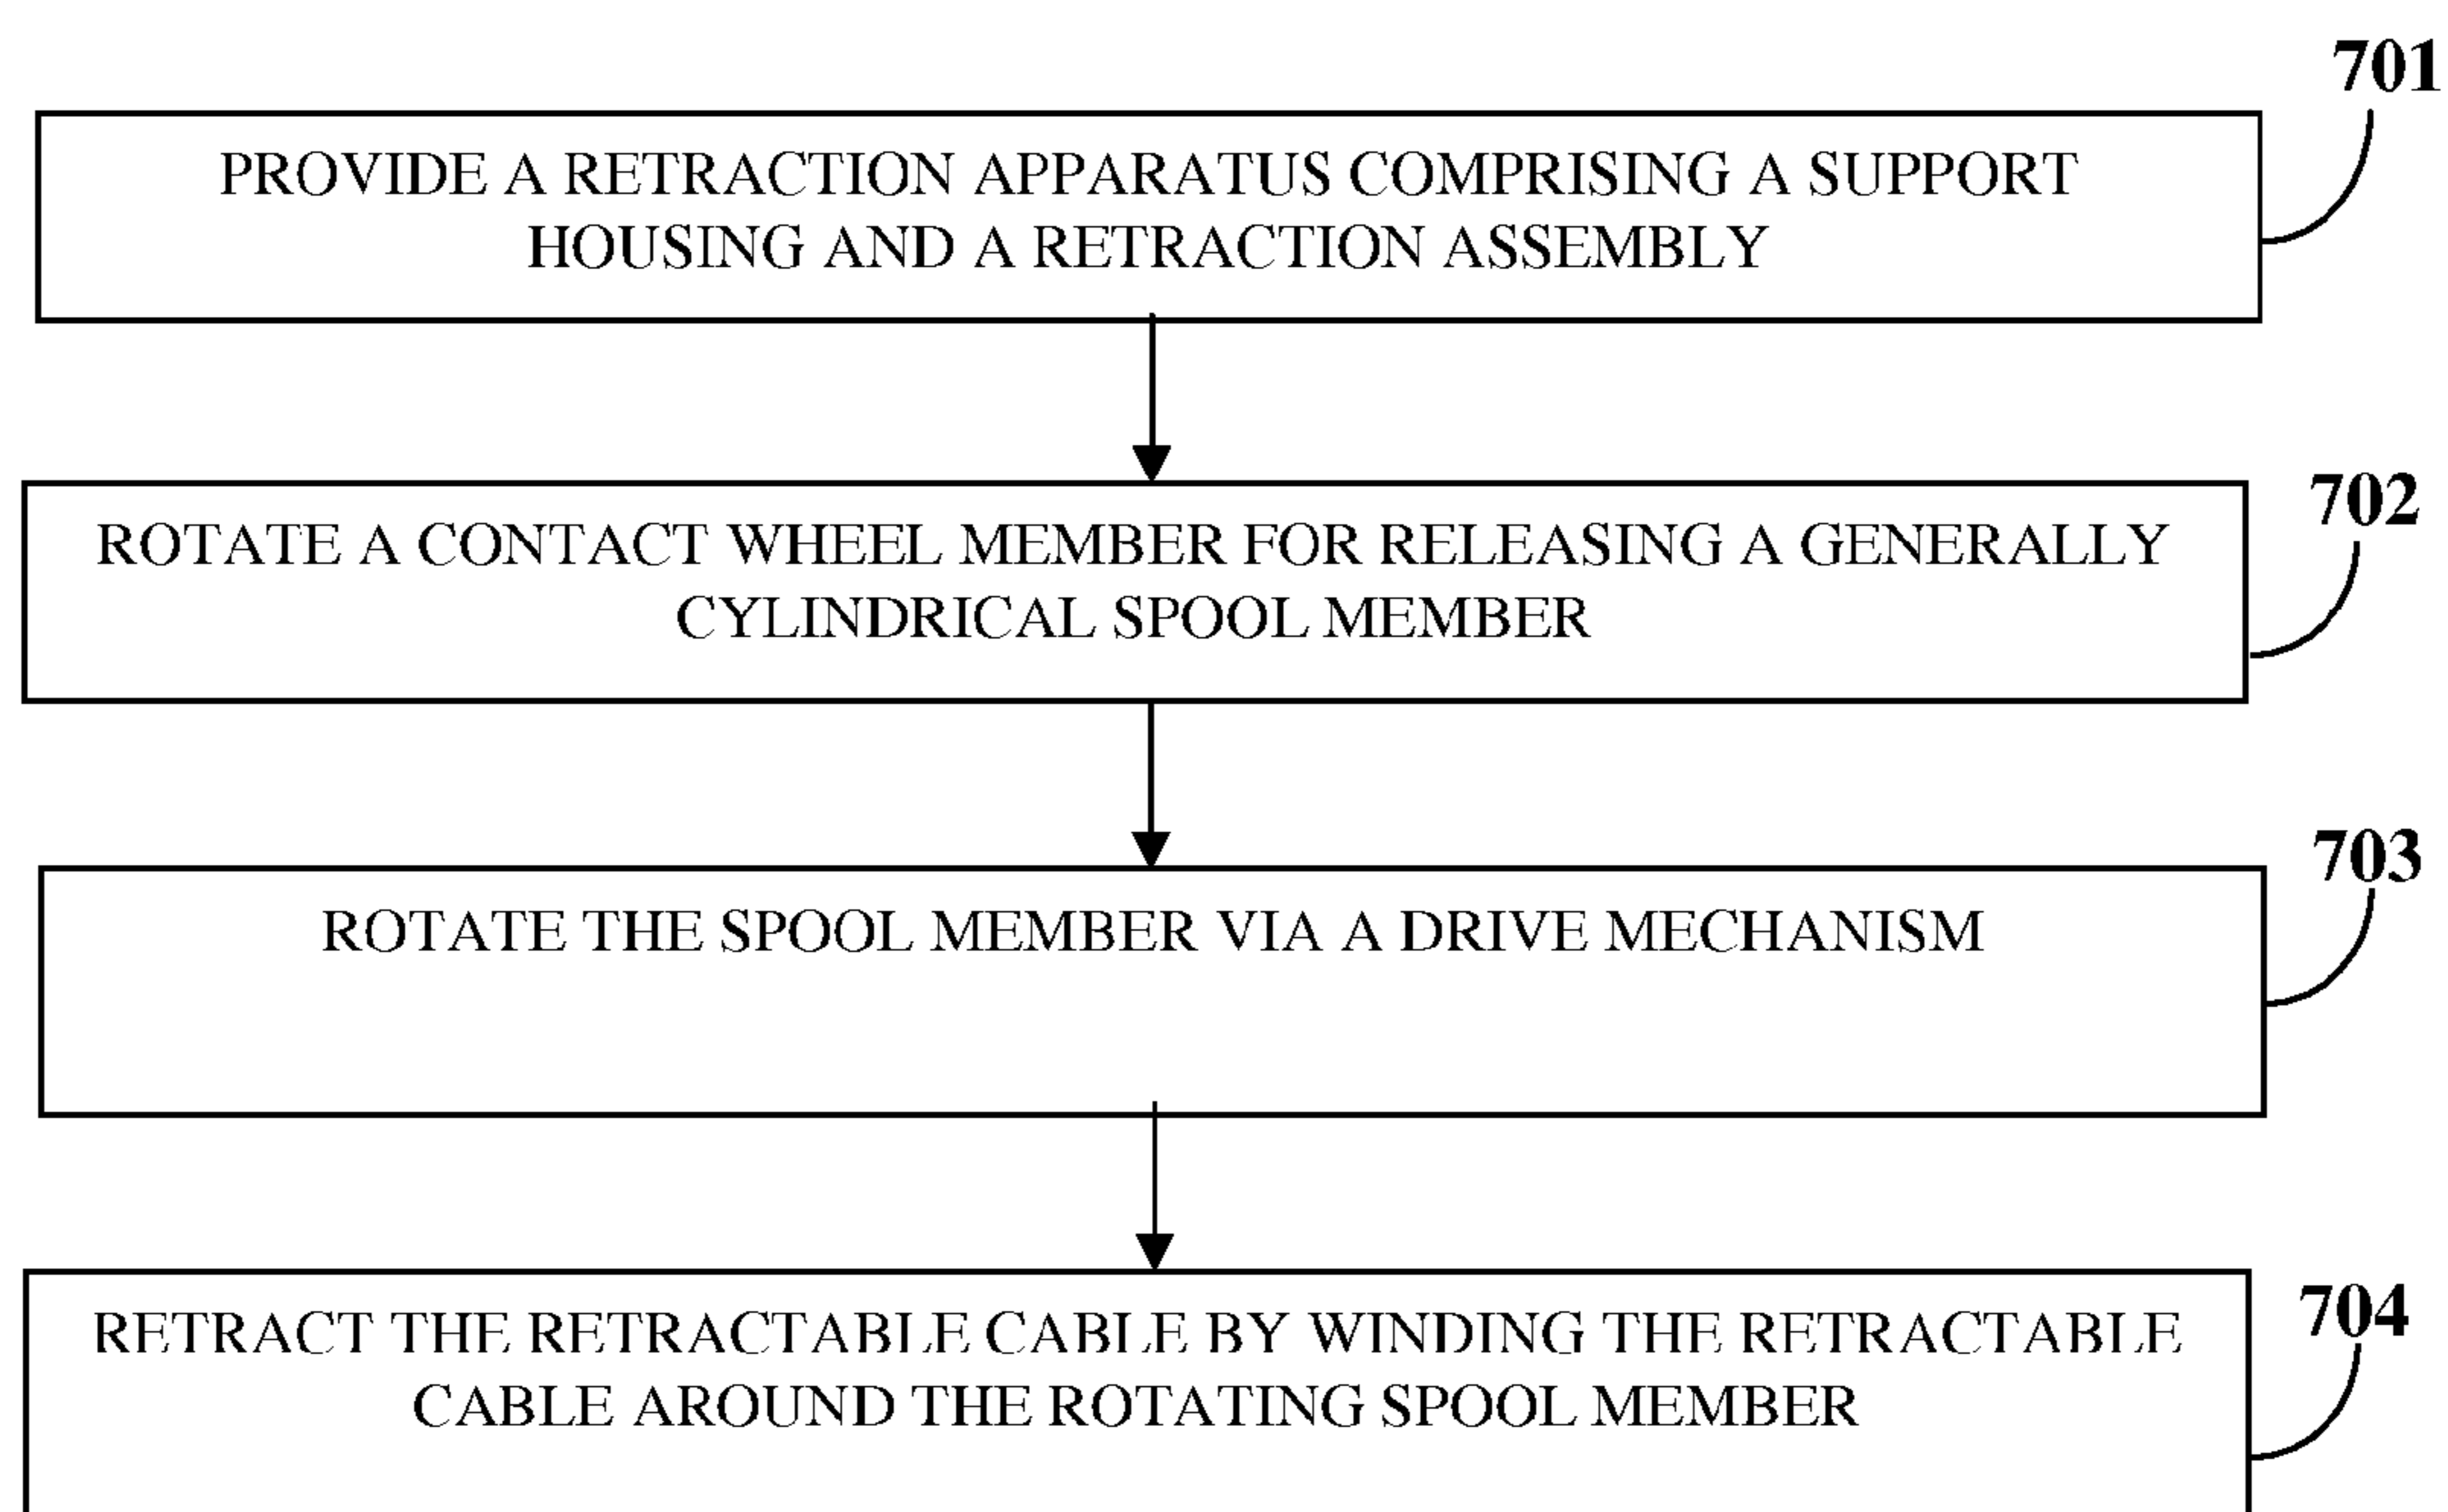 701
PROVIDE A RETRACTION APPARATUS COMPRISING A SUPPORT
HOUSING AND A RETRACTION ASSEMBLY
702
ROTATE A CONTACT WHEEL MEMBER FOR RELEASING A GENERALLY
CYLINDRICAL SPOOL MEMBER
703
ROTATE THE SPOOL MEMBER VIA A DRIVE MECHANISM
704
RETRACT THE RETRACTABLE CABLE BY WINDING THE RETRACTABLE
CABLE AROUND THE ROTATING SPOOL MEMBER